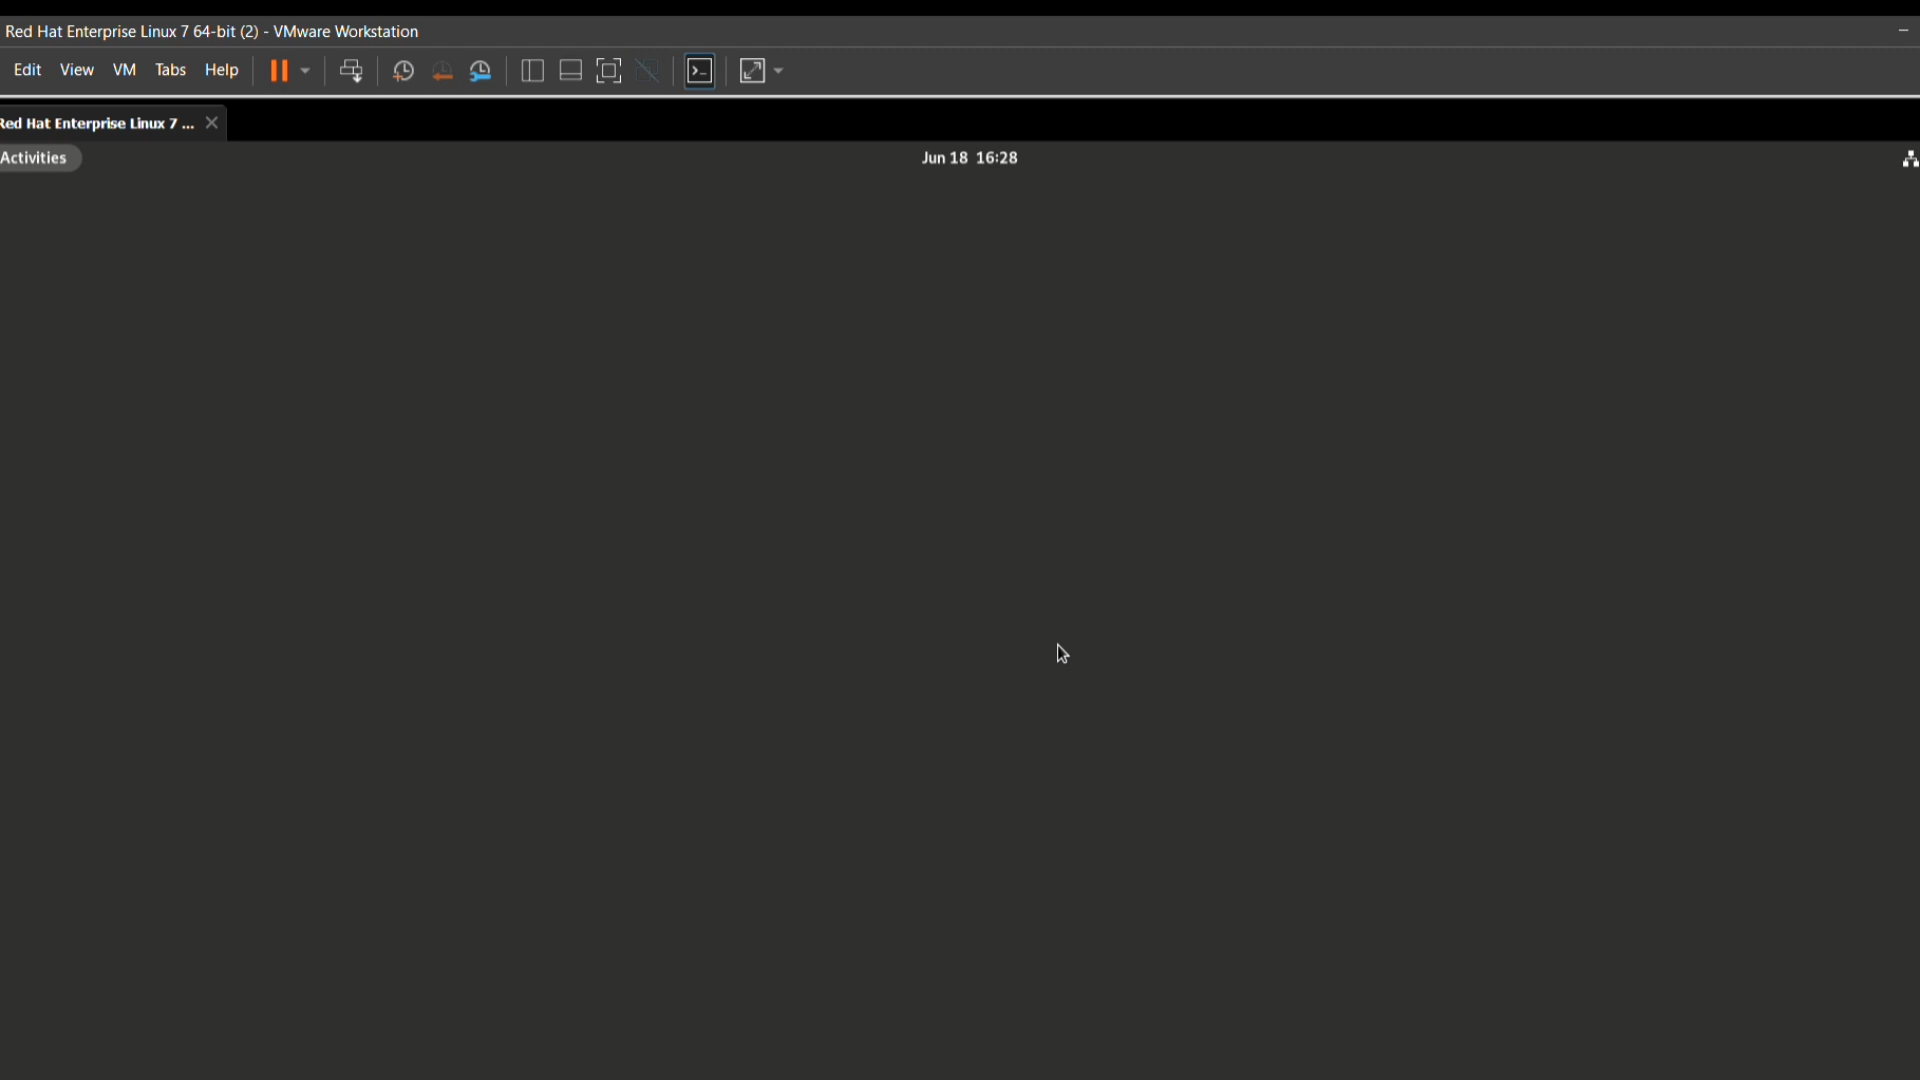 Red Hat Enterprise Linux 7 64-bit (2) - VMware Workstation
Edit View VM Tabs Help
Red Hat Enterprise Linux 7 ...
Activities
Jun 18 16:28